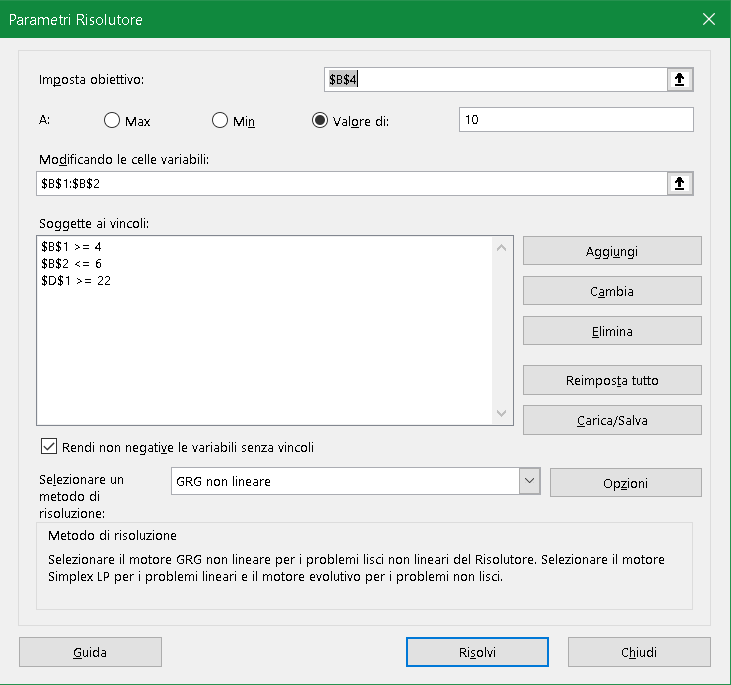 Parametri Risolutore
Imposta obiettivo:
$B$4
A:
Max
Min
Valore di:
10
Modificando le celle variabili:
$B$1:$B$2
Soggette ai vincoli:
$B$1 >= 4
$B$2 <= 6
$D$1 >= 22
Aggiungi
Cambia
Elimina
Reimposta tutto
Carica/Salva
Rendi non negative le variabili senza vincoli
Selezionare un
metodo di
risoluzione:
GRG non lineare
Opzioni
Metodo di risoluzione
Selezionare il motore GRG non lineare per i problemi lisci non lineari del Risolutore. Selezionare il motore
Simplex LP per i problemi lineari e il motore evolutivo per i problemi non lisci.
Guida
Risolvi
Chiudi